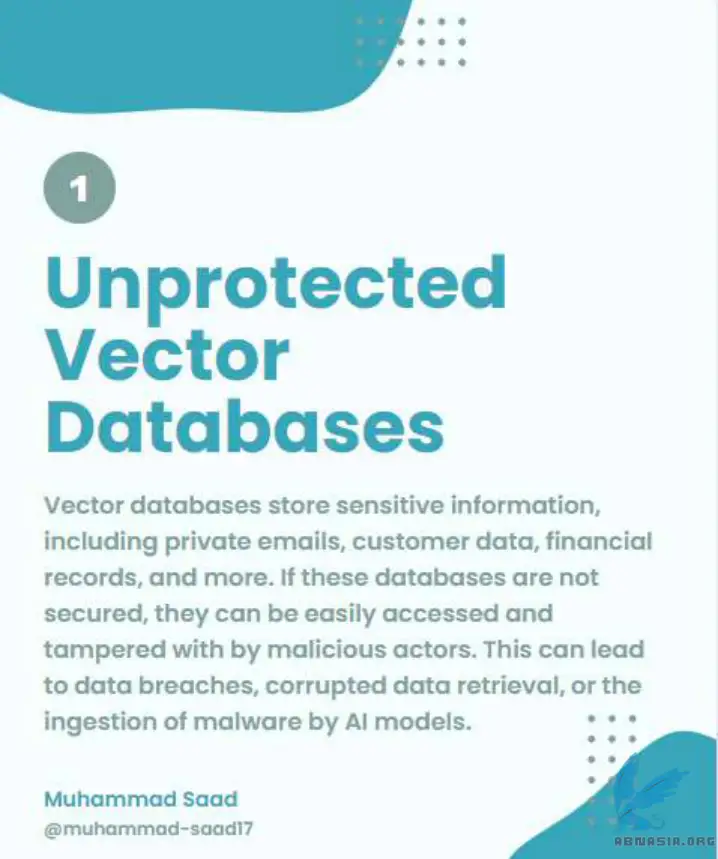 1
Unprotected
Vector
Databases
Vector databases store sensitive information,
including private emails, customer data, financial
records, and more. If these databases are not
secured, they can be easily accessed and
tampered with by malicious actors. This can lead
to data breaches, corrupted data retrieval, or the
ingestion of malware by AI models.
Muhammad Saad
@muhammad-saad17
ABNASIA.ORG